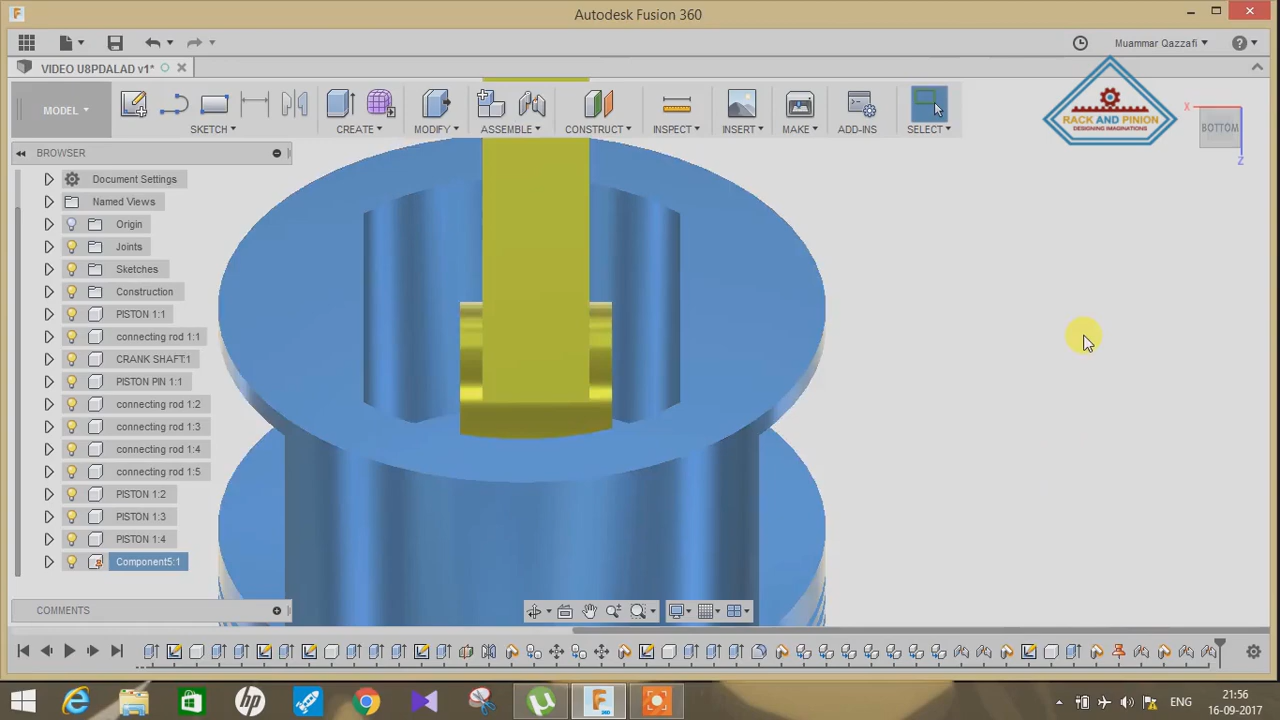 Autodesk Fusion 360
Muammar Qazzafi
VIDEO U8PDALAD v1*
MODEL
SKETCH
CREATE
MODIFY
ASSEMBLE
CONSTRUCT
INSPECT
INSERT
MAKE
ADD-INS
SELECT
RACK AND PINION
DESIGNING IMAGINATIONS
X
BOTTOM
Z
BROWSER
Document Settings
Named Views
Origin
Joints
Sketches
Construction
PISTON 1:1
connecting rod 1:1
CRANK SHAFT:1
PISTON PIN 1:1
connecting rod 1:2
connecting rod 1:3
connecting rod 1:4
connecting rod 1:5
PISTON 1:2
PISTON 1:3
PISTON 1:4
Component5:1
COMMENTS
hp
360
ENG
21:56
16-09-2017